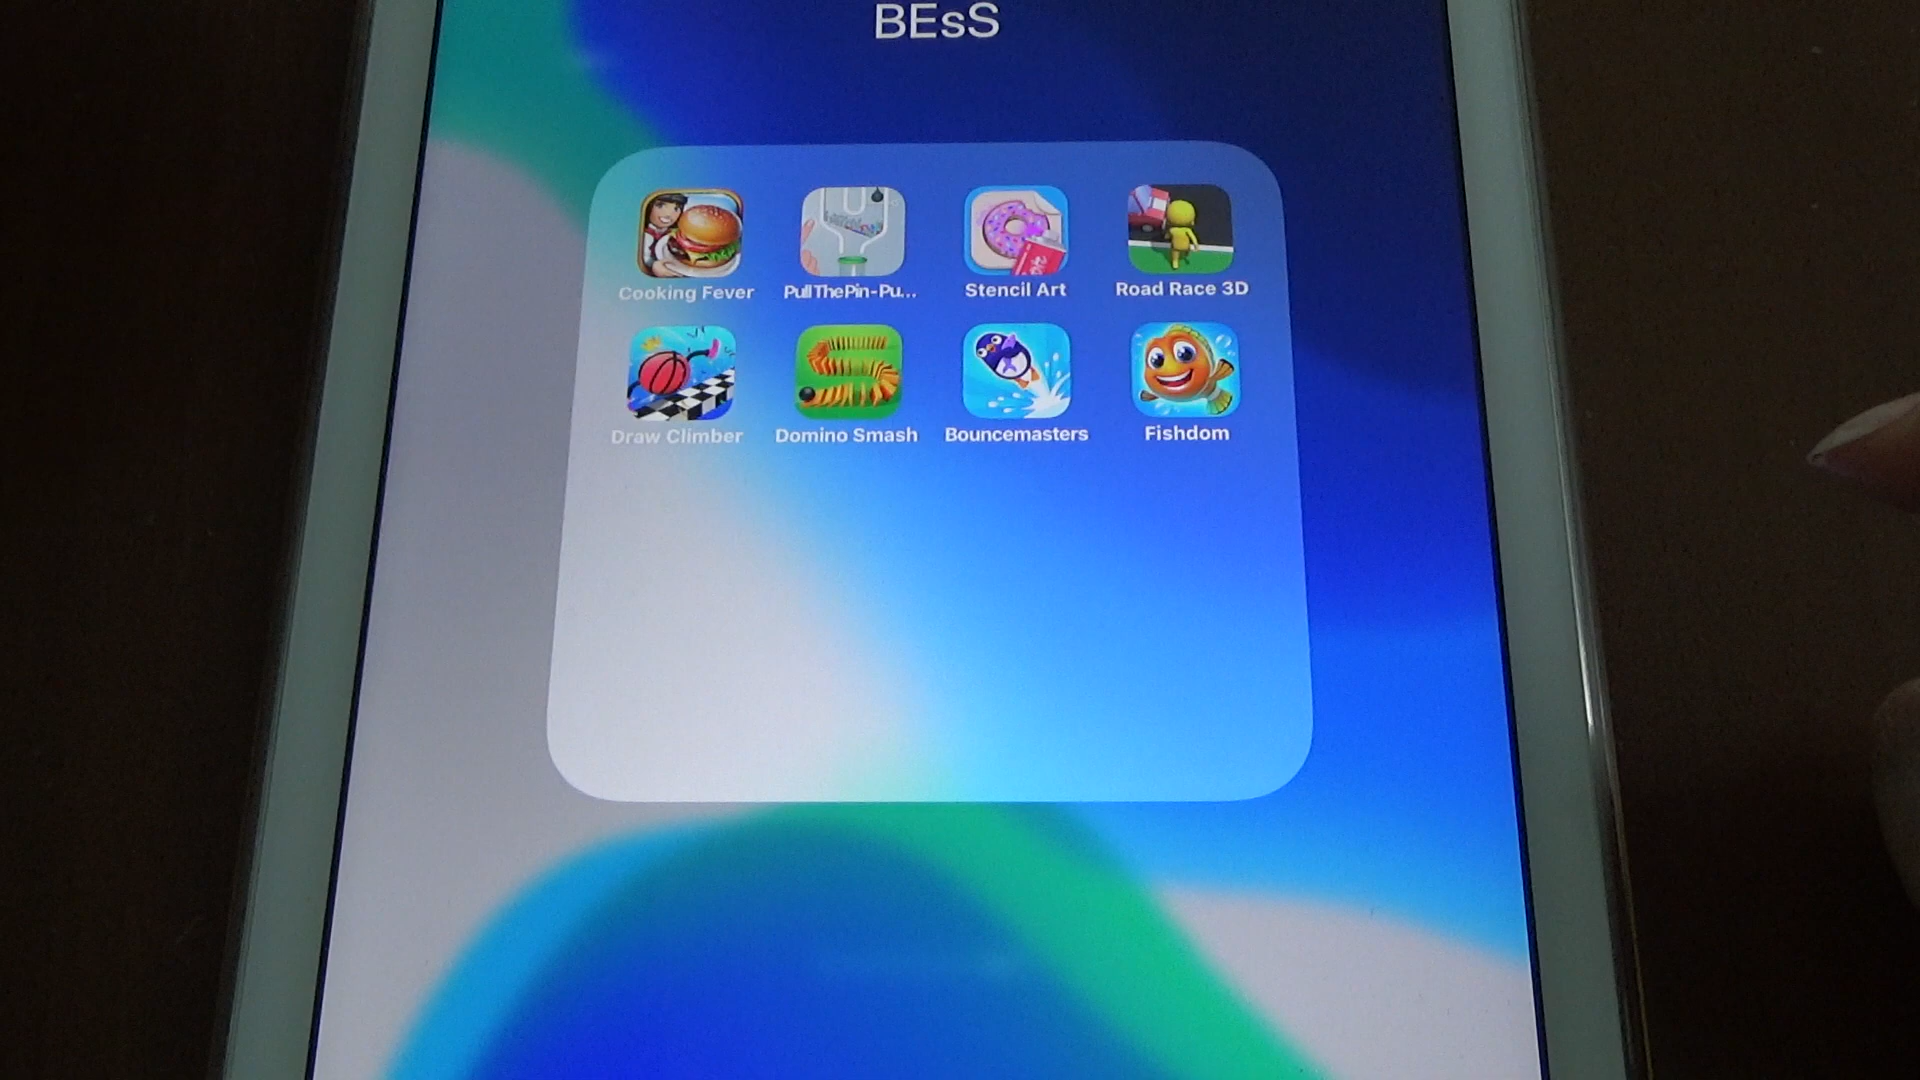 BEsS
Cooking Fever
PullThePin-Pu...
Stencil Art
Road Race 3D
Draw Climber
Domino Smash
Bouncemasters
Fishdom